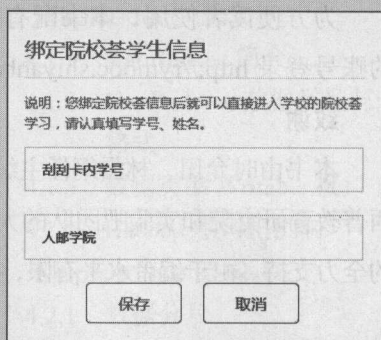 绑定院校荟学生信息
说明：您绑定院校荟信息后就可以直接进入学校的院校荟
学习，请认真填写学号、姓名。
刮刮卡内学号
人邮学院
保存 取消